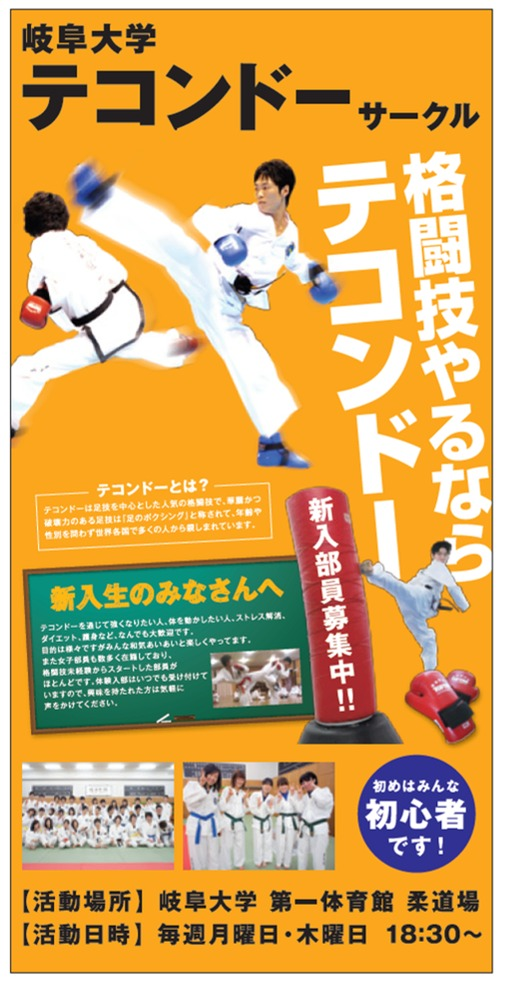 岐阜大学
テコンドーサークル
格闘技やるなら
テコンドー
テコンドーとは？
テコンドーは足技を中心とした人気の格闘技で、華麗かつ
破壊力のある足技は「足のボクシング」と称されて、年齢や
性別を問わず世界各国で多くの人から親しまれています。
新入部員募集中!!
新入生のみなさんへ
テコンドーを通じて強くなりたい人、体を動かしたい人、ストレス解消、
ダイエット、護身など、なんでも大歓迎です。
目的は様々ですがみんな和気あいあいと楽しくやってます。
また女子部員も数多く在籍しており、
格闘技未経験からスタートした部員が
ほとんどです。体験入部はいつでも受け付けて
いますので、興味を持たれた方は気軽に
声をかけてください。
初めはみんな
初心者
です！
【活動場所】岐阜大学 第一体育館 柔道場
【活動日時】毎週月曜日・木曜日 18:30～